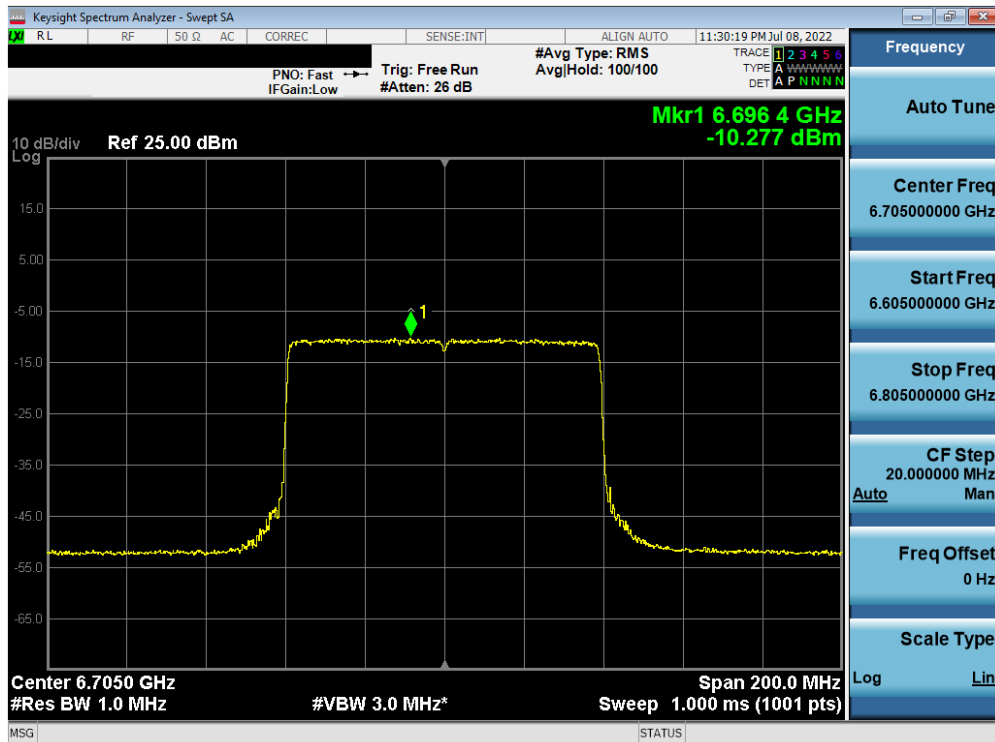 Keysight Spectrum Analyzer - Swept SA
LXI RL RF 50 Ω AC CORREC SENSE:INT ALIGN AUTO 11:30:19 PM Jul 08, 2022
PNO: Fast
IFGain:Low
Trig: Free Run
#Atten: 26 dB
#Avg Type: RMS
Avg|Hold: 100/100
TRACE 1 2 3 4 5 6
TYPE A W W W W W
DET A P N N N N
Mkr1 6.696 4 GHz
-10.277 dBm
10 dB/div
Log
Ref 25.00 dBm
15.0
5.00
-5.00
-15.0
-25.0
-35.0
-45.0
-55.0
-65.0
1
Center 6.7050 GHz
#Res BW 1.0 MHz
#VBW 3.0 MHz*
Span 200.0 MHz
Sweep 1.000 ms (1001 pts)
MSG
STATUS
Frequency
Auto Tune
Center Freq
6.705000000 GHz
Start Freq
6.605000000 GHz
Stop Freq
6.805000000 GHz
CF Step
20.000000 MHz
Auto Man
Freq Offset
0 Hz
Scale Type
Log Lin